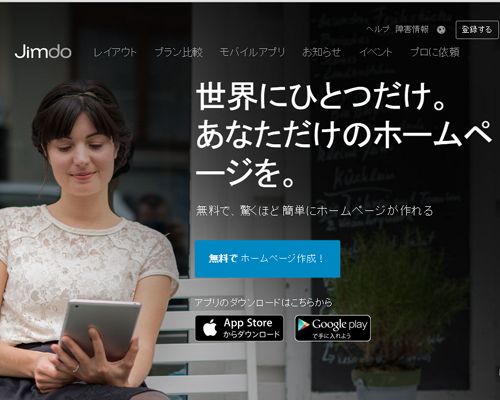 ヘルプ 障害情報 登録する
Jimdo レイアウト プラン比較 モバイルアプリ お知らせ イベント プロに依頼
世界にひとつだけ。
あなただけのホームペ
ージを。
無料で、驚くほど簡単にホームページが作れる
無料で ホームページ作成！
アプリのダウンロードはこちらから
App Store
からダウンロード
Google play
で手に入れよう